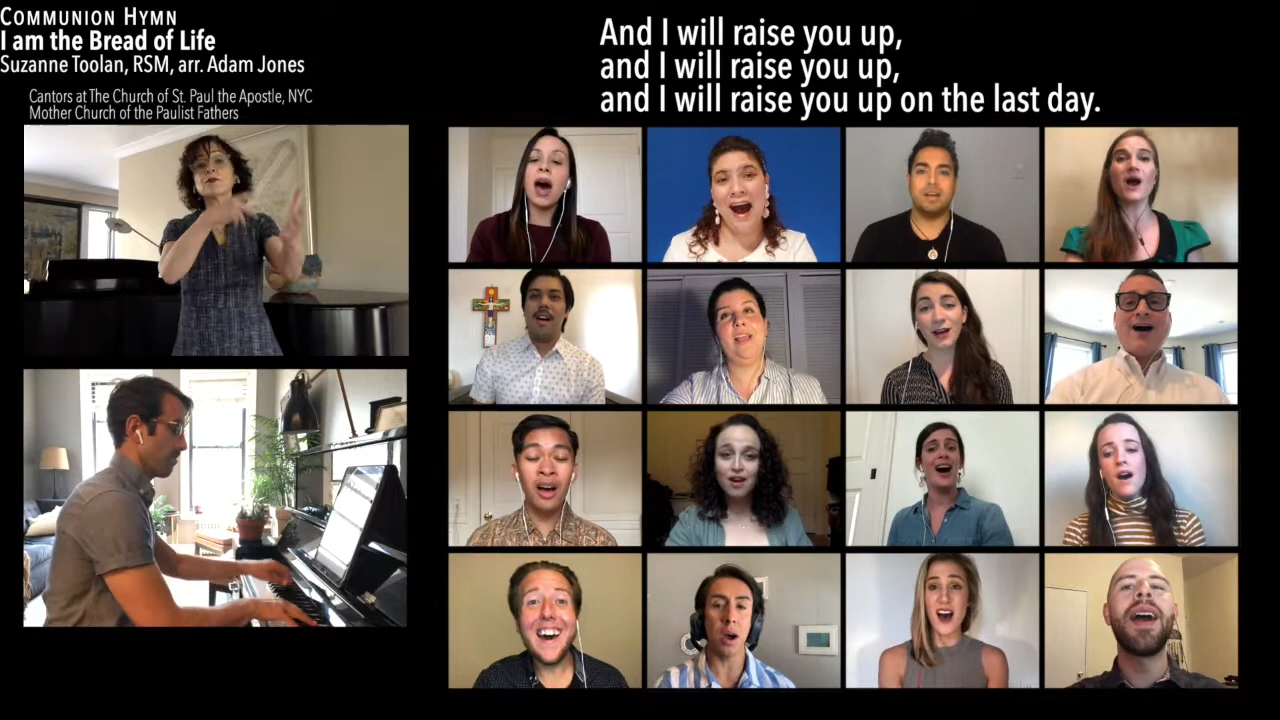 COMMUNION HYMN
I am the Bread of Life
Suzanne Toolan, RSM, arr. Adam Jones
Cantors at The Church of St. Paul the Apostle, NYC
Mother Church of the Paulist Fathers
And I will raise you up,
and I will raise you up,
and I will raise you up on the last day.